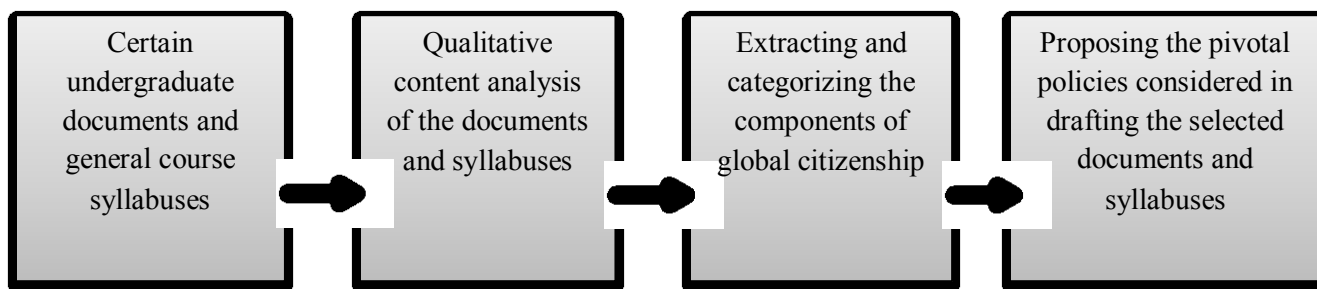 Certain
undergraduate
documents and
general course
syllabuses
Qualitative
content analysis
of the documents
and syllabuses
Extracting and
categorizing the
components of
global citizenship
Proposing the pivotal
policies considered in
drafting the selected
documents and
syllabuses